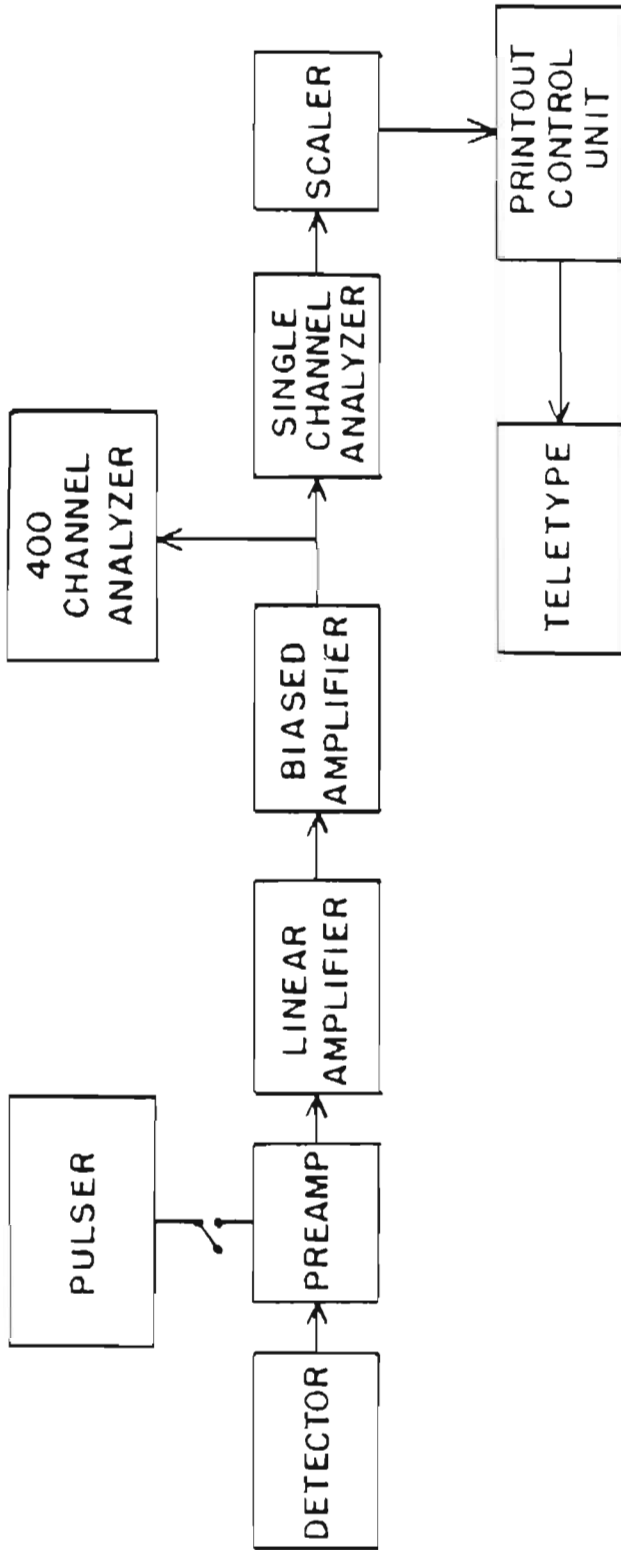 PULSER
400
CHANNEL
ANALYZER
DETECTOR
PREAMP
LINEAR
AMPLIFIER
BIASED
AMPLIFIER
SINGLE
CHANNEL
ANALYZER
SCALER
TELETYPE
PRINTOUT
CONTROL
UNIT